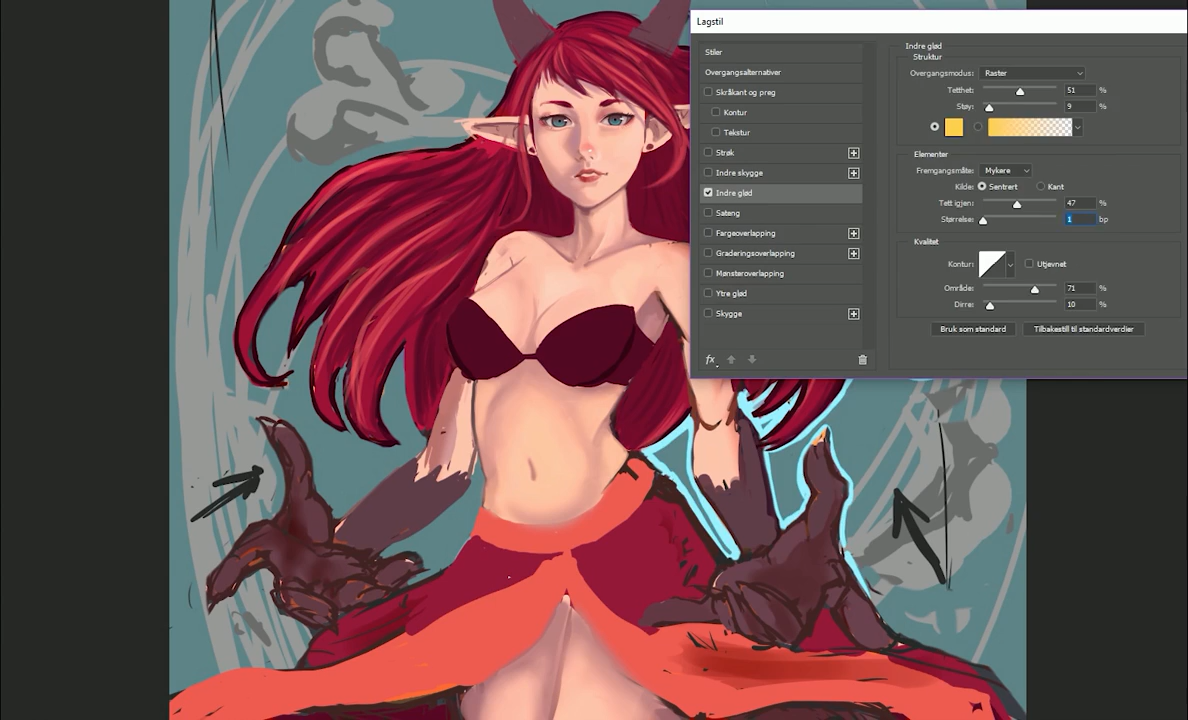 Lagstil
Stiler
Overgangsalternativer
Skråkant og preg
Kontur
Tekstur
Strøk
Indre skygge
Indre glød
Sateng
Fargeoverlapping
Graderingsoverlapping
Mønsteroverlapping
Ytre glød
Skygge
fx
Indre glød
Struktur
Overgangsmodus: Raster
Tetthet: 51 %
Støy: 9 %
Elementer
Fremgangsmåte: Mykere
Kilde: Sentrert Kant
Tett igjen: 47 %
Størrelse: 1 bp
Kvalitet
Kontur: Utjevnet
Område: 71 %
Dirre: 10 %
Bruk som standard Tilbakestill til standardverdier